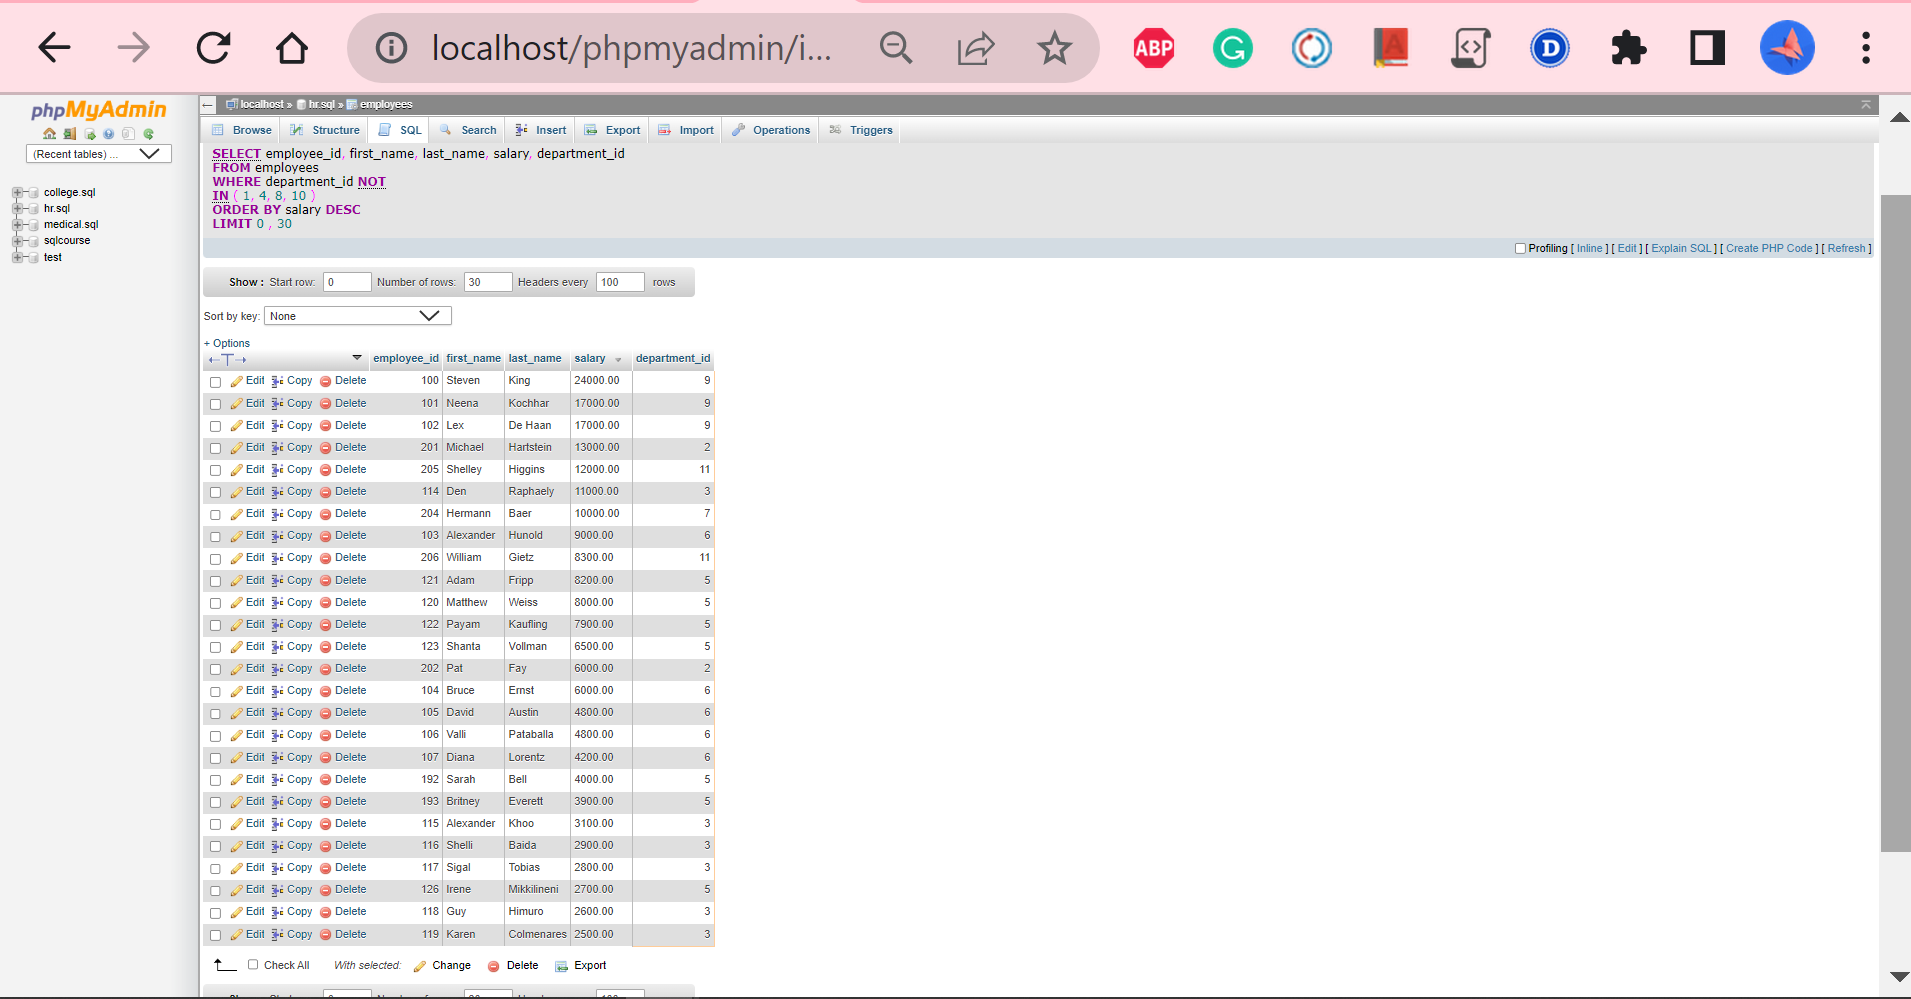 localhost/phpmyadmin/i...
ABP
phpMyAdmin
(Recent tables) ...
college.sql
hr.sql
medical.sql
sqlcourse
test
localhost » hr.sql » employees
Browse Structure SQL Search Insert Export Import Operations Triggers
SELECT employee_id, first_name, last_name, salary, department_id
FROM employees
WHERE department_id NOT
IN ( 1, 4, 8, 10 )
ORDER BY salary DESC
LIMIT 0 , 30
Profiling [ Inline ] [ Edit ] [ Explain SQL ] [ Create PHP Code ] [ Refresh ]
Show : Start row: 0 Number of rows: 30 Headers every 100 rows
Sort by key: None
+ Options
employee_id first_name last_name salary department_id
Edit Copy Delete 100 Steven King 24000.00 9
Edit Copy Delete 101 Neena Kochhar 17000.00 9
Edit Copy Delete 102 Lex De Haan 17000.00 9
Edit Copy Delete 201 Michael Hartstein 13000.00 2
Edit Copy Delete 205 Shelley Higgins 12000.00 11
Edit Copy Delete 114 Den Raphaely 11000.00 3
Edit Copy Delete 204 Hermann Baer 10000.00 7
Edit Copy Delete 103 Alexander Hunold 9000.00 6
Edit Copy Delete 206 William Gietz 8300.00 11
Edit Copy Delete 121 Adam Fripp 8200.00 5
Edit Copy Delete 120 Matthew Weiss 8000.00 5
Edit Copy Delete 122 Payam Kaufling 7900.00 5
Edit Copy Delete 123 Shanta Vollman 6500.00 5
Edit Copy Delete 202 Pat Fay 6000.00 2
Edit Copy Delete 104 Bruce Ernst 6000.00 6
Edit Copy Delete 105 David Austin 4800.00 6
Edit Copy Delete 106 Valli Pataballa 4800.00 6
Edit Copy Delete 107 Diana Lorentz 4200.00 6
Edit Copy Delete 192 Sarah Bell 4000.00 5
Edit Copy Delete 193 Britney Everett 3900.00 5
Edit Copy Delete 115 Alexander Khoo 3100.00 3
Edit Copy Delete 116 Shelli Baida 2900.00 3
Edit Copy Delete 117 Sigal Tobias 2800.00 3
Edit Copy Delete 126 Irene Mikkilineni 2700.00 5
Edit Copy Delete 118 Guy Himuro 2600.00 3
Edit Copy Delete 119 Karen Colmenares 2500.00 3
Check All With selected: Change Delete Export